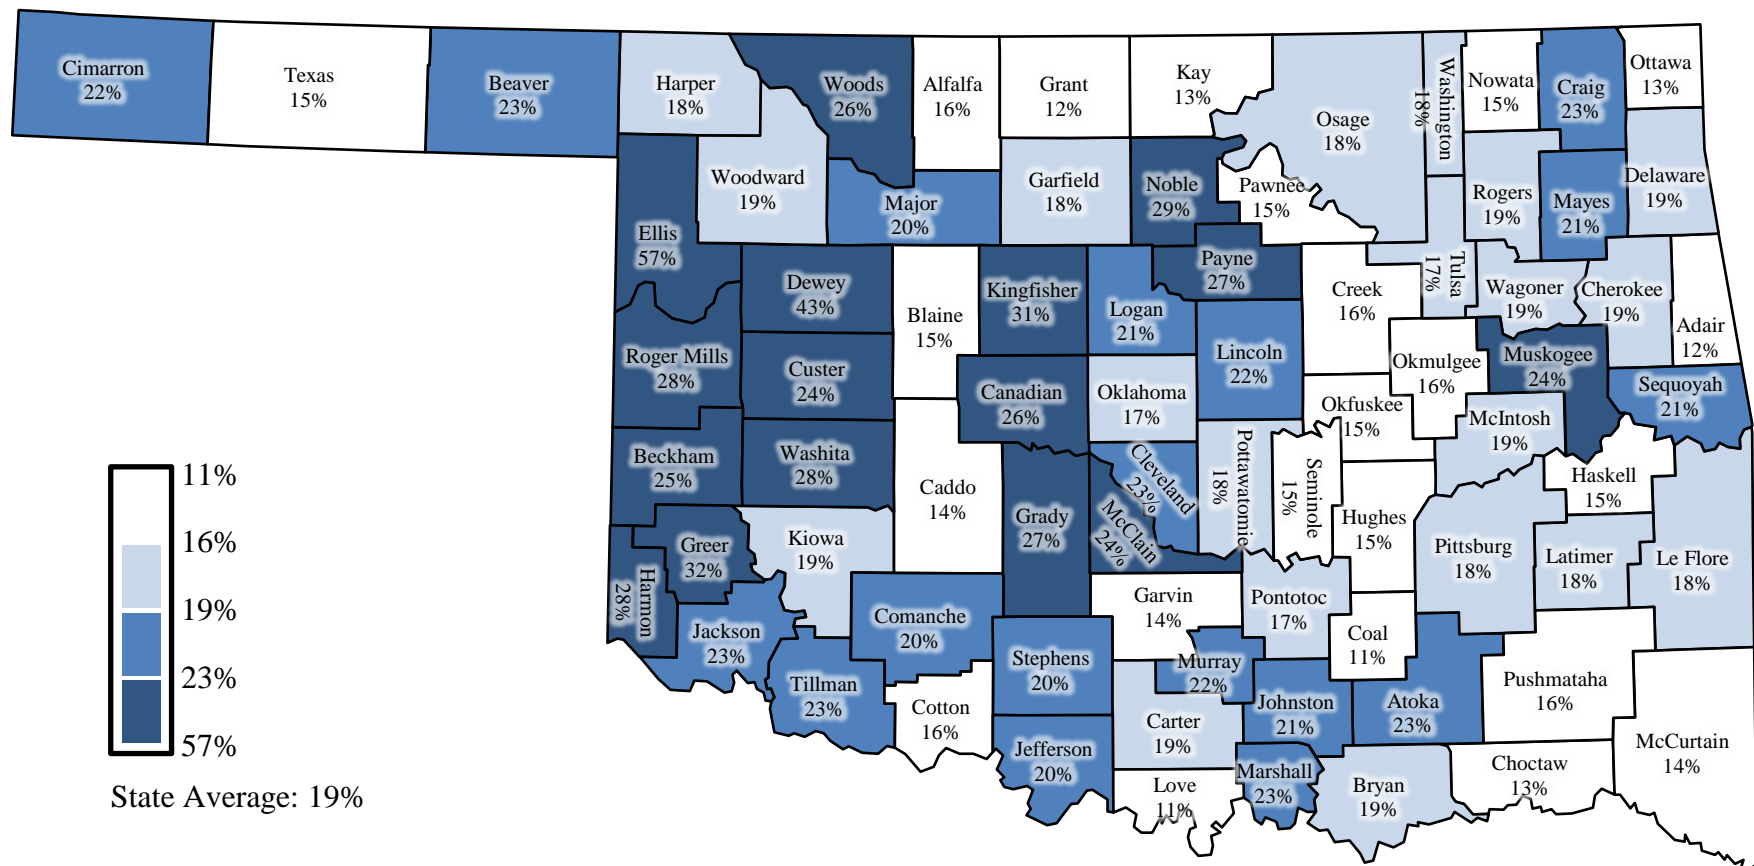 Cimarron
22%
Texas
15%
Beaver
23%
Harper
18%
Woods
26%
Alfalfa
16%
Grant
12%
Kay
13%
Osage
18%
Washington
18%
Nowata
15%
Craig
23%
Ottawa
13%
Woodward
19%
Major
20%
Garfield
18%
Noble
29%
Pawnee
15%
Rogers
19%
Mayes
21%
Delaware
19%
Ellis
57%
Dewey
43%
Blaine
15%
Kingfisher
31%
Logan
21%
Payne
27%
Creek
16%
Tulsa
17%
Wagoner
19%
Cherokee
19%
Adair
12%
Roger Mills
28%
Custer
24%
Canadian
26%
Oklahoma
17%
Lincoln
22%
Okmulgee
16%
Muskogee
24%
Sequoyah
21%
Okfuskee
15%
McIntosh
19%
Beckham
25%
Washita
28%
Caddo
14%
Grady
27%
Cleveland
23%
McClain
24%
Pottawatomie
18%
Seminole
15%
Hughes
15%
Haskell
15%
Pittsburg
18%
Latimer
18%
Le Flore
18%
Harmon
28%
Greer
32%
Kiowa
19%
Jackson
23%
Comanche
20%
Garvin
14%
Pontotoc
17%
Coal
11%
Tillman
23%
Cotton
16%
Stephens
20%
Murray
22%
Johnston
21%
Atoka
23%
Pushmataha
16%
Jefferson
20%
Carter
19%
Love
11%
Marshall
23%
Bryan
19%
Choctaw
13%
McCurtain
14%
11%
16%
19%
23%
57%
State Average: 19%